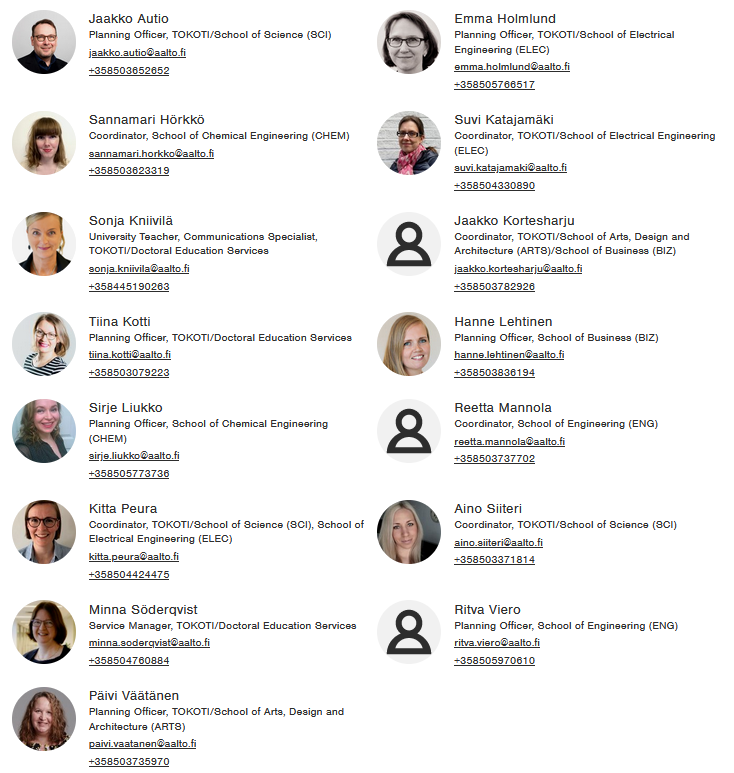 Jaakko Autio
Planning Officer, TOKOTI/School of Science (SCI)
jaakko.autio@aalto.fi
+358503652652
Emma Holmlund
Planning Officer, TOKOTI/School of Electrical
Engineering (ELEC)
emma.holmlund@aalto.fi
+358505766517
Sannamari Hörkkö
Coordinator, School of Chemical Engineering (CHEM)
sannamari.horkko@aalto.fi
+358503623319
Suvi Katajamäki
Coordinator, TOKOTI/School of Electrical Engineering
(ELEC)
suvi.katajamaki@aalto.fi
+358504330890
Sonja Kniivilä
University Teacher, Communications Specialist,
TOKOTI/Doctoral Education Services
sonja.kniivila@aalto.fi
+358445190263
Jaakko Kortesharju
Coordinator, TOKOTI/School of Arts, Design and
Architecture (ARTS)/School of Business (BIZ)
jaakko.kortesharju@aalto.fi
+358503782926
Tiina Kotti
Planning Officer, TOKOTI/Doctoral Education Services
tiina.kotti@aalto.fi
+358503079223
Hanne Lehtinen
Planning Officer, School of Business (BIZ)
hanne.lehtinen@aalto.fi
+358503836194
Sirje Liukko
Planning Officer, School of Chemical Engineering
(CHEM)
sirje.liukko@aalto.fi
+358505773736
Reetta Mannola
Coordinator, School of Engineering (ENG)
reetta.mannola@aalto.fi
+358503737702
Kitta Peura
Coordinator, TOKOTI/School of Science (SCI), School of
Electrical Engineering (ELEC)
kitta.peura@aalto.fi
+358504424475
Aino Siiteri
Coordinator, TOKOTI/School of Science (SCI)
aino.siiteri@aalto.fi
+358503371814
Minna Söderqvist
Service Manager, TOKOTI/Doctoral Education Services
minna.soderqvist@aalto.fi
+358504760884
Ritva Viero
Planning Officer, School of Engineering (ENG)
ritva.viero@aalto.fi
+358505970610
Päivi Väätänen
Planning Officer, TOKOTI/School of Arts, Design and
Architecture (ARTS)
paivi.vaatanen@aalto.fi
+358503735970